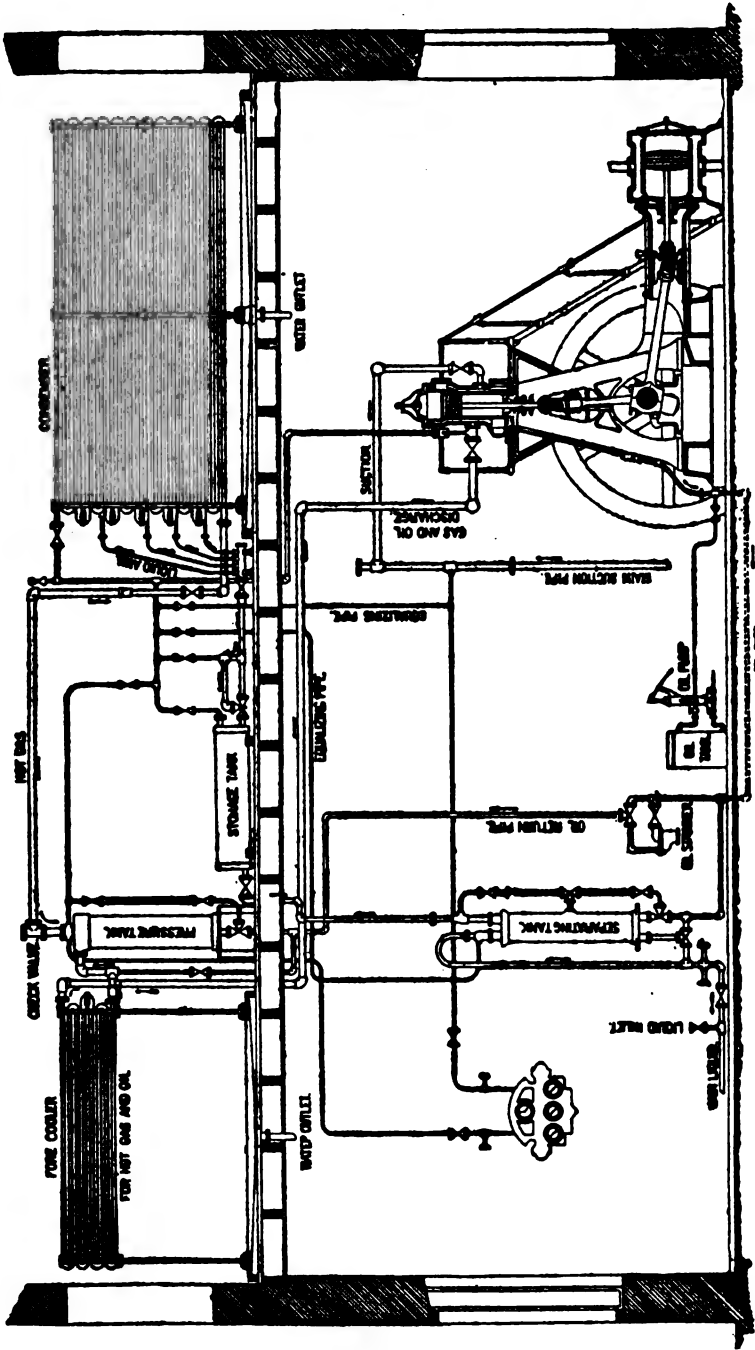 FORE COOLER
FOR HOT GAS AND OIL
WATER OUTLET.
CHECK VALVE
PRESSURE TANK.
HOT GAS
STORAGE TANK
EQUALIZING PIPE.
EQUALIZING PIPE.
LIQUID
CONDENSER
WATER OUTLET
SUCTION
GAS AND OIL
DISCHARGE.
MAIN SUCTION PIPE.
OIL PUMP
OIL
TANK.
OIL RETURN PIPE.
OIL STRAINER
SEPARATING TANK.
LIQUID INLET.
LIQUID